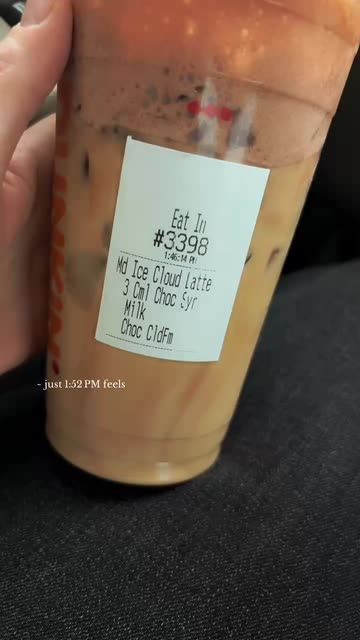 DUNKIN'
Eat In
#3398
1:46:14 PM
Md Ice Cloud Latte
3 Cml Choc Syr
Milk
Choc CldFm
- just 1:52 PM feels